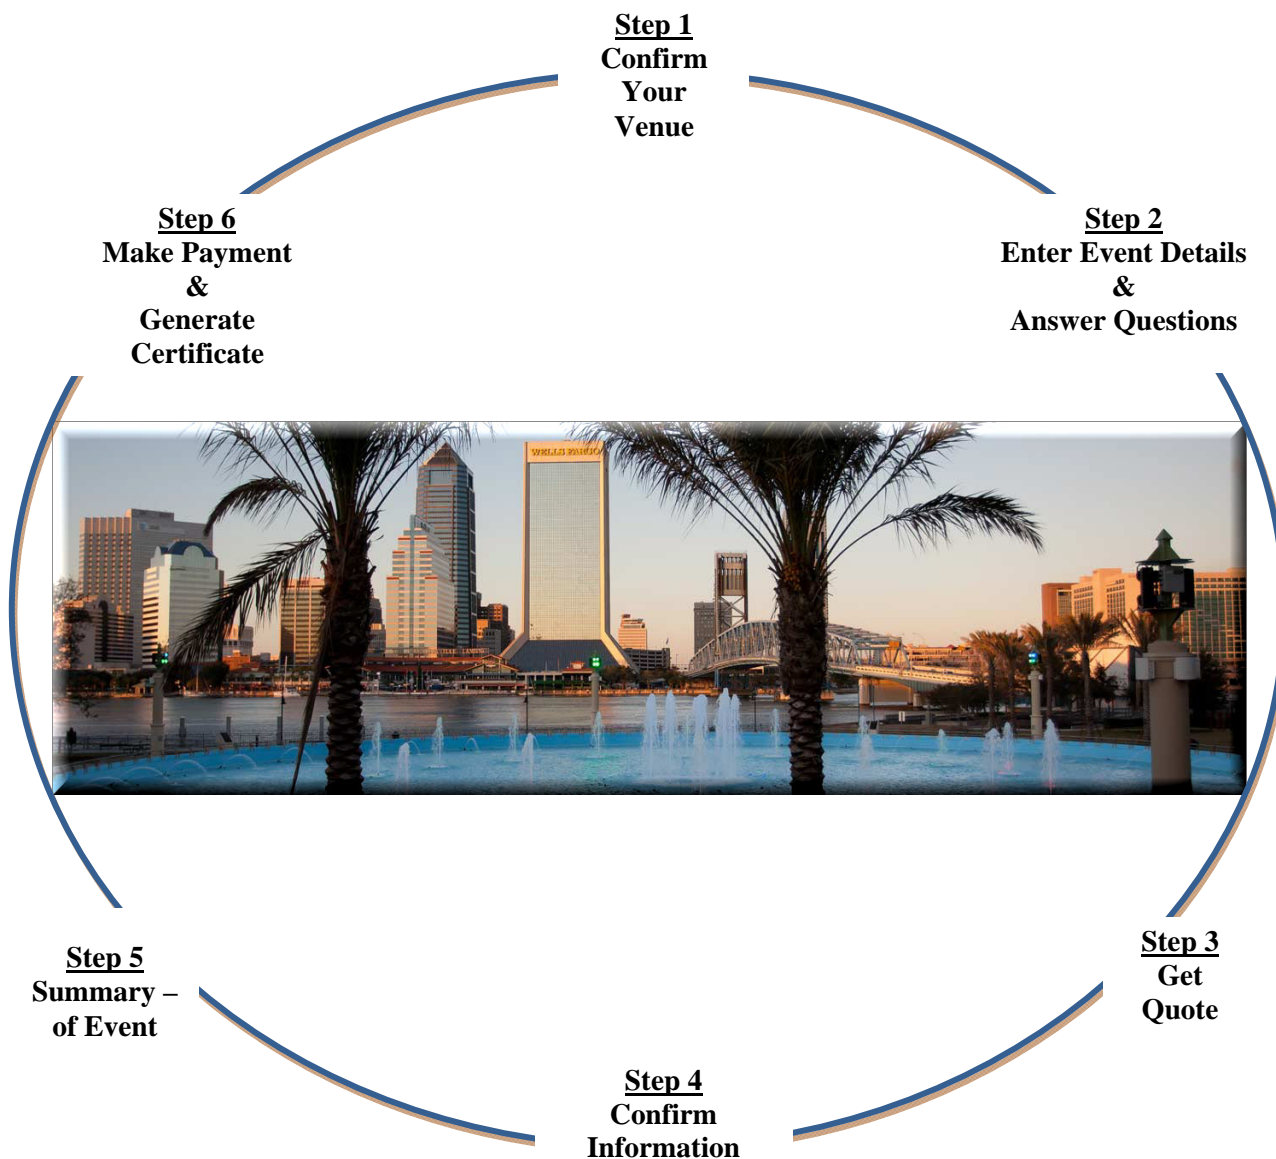 Step 1
Confirm
Your
Venue
Step 2
Enter Event Details
&
Answer Questions
Step 3
Get
Quote
Step 4
Confirm
Information
Step 5
Summary –
of Event
Step 6
Make Payment
&
Generate
Certificate
WELLS FARGO